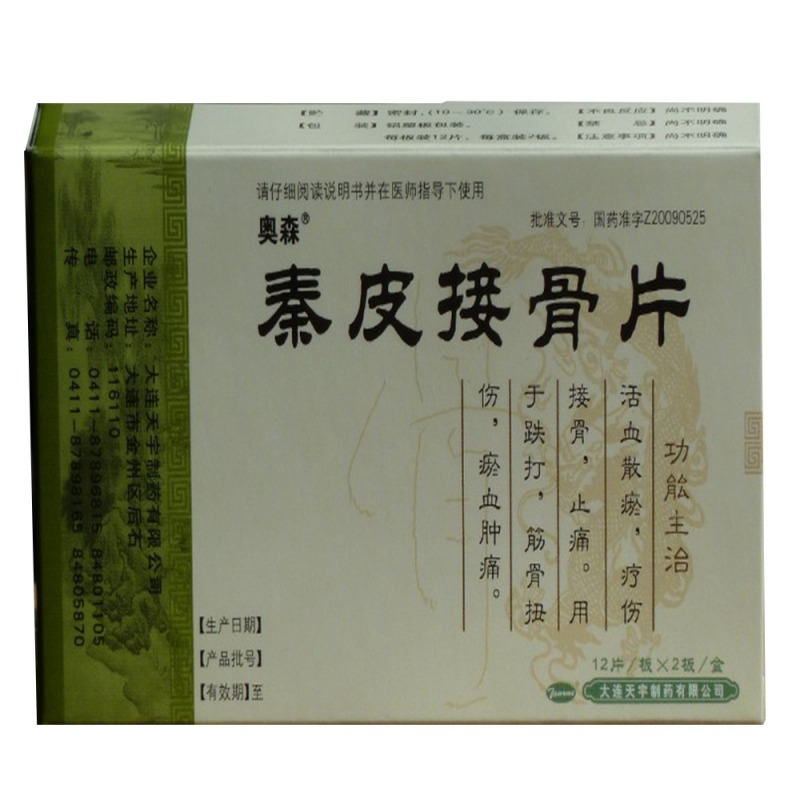 【贮　　藏】密封,(10—30℃)保存。【不良反应】尚不明确
【包　　装】铝塑板包装。【禁　　忌】尚不明确
每板装12片，每盒装2板。【注意事项】尚不明确
请仔细阅读说明书并在医师指导下使用
奥森®
批准文号：国药准字Z20090525
秦皮接骨片
功能主治
活血散瘀，疗伤
接骨，止痛。用
于跌打，筋骨扭
伤，瘀血肿痛。
企业名称：大连天宇制药有限公司
生产地址：大连市金州区后石
邮政编码：116110
电　　话：0411-87896815 84801105
传　　真：0411-87898165 84805870
【生产日期】
【产品批号】
【有效期】至
12片/板×2板/盒
大连天宇制药有限公司